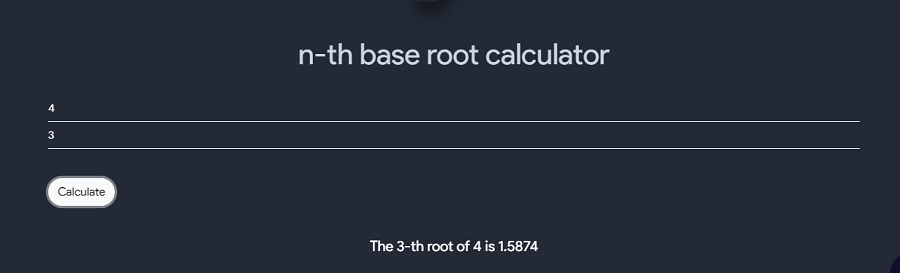 n-th base root calculator
4
3
Calculate
The 3-th root of 4 is 1.5874